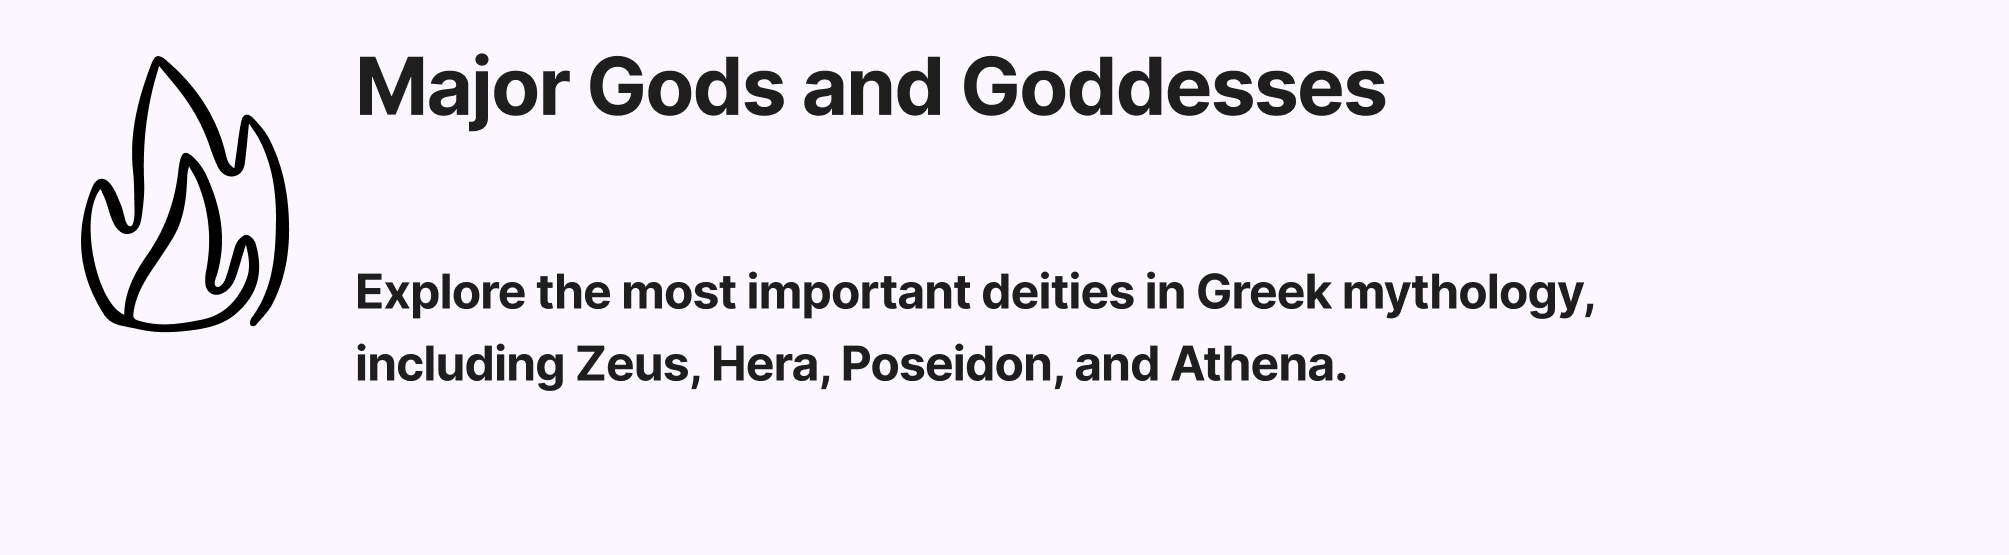 Major Gods and Goddesses
Explore the most important deities in Greek mythology,
including Zeus, Hera, Poseidon, and Athena.